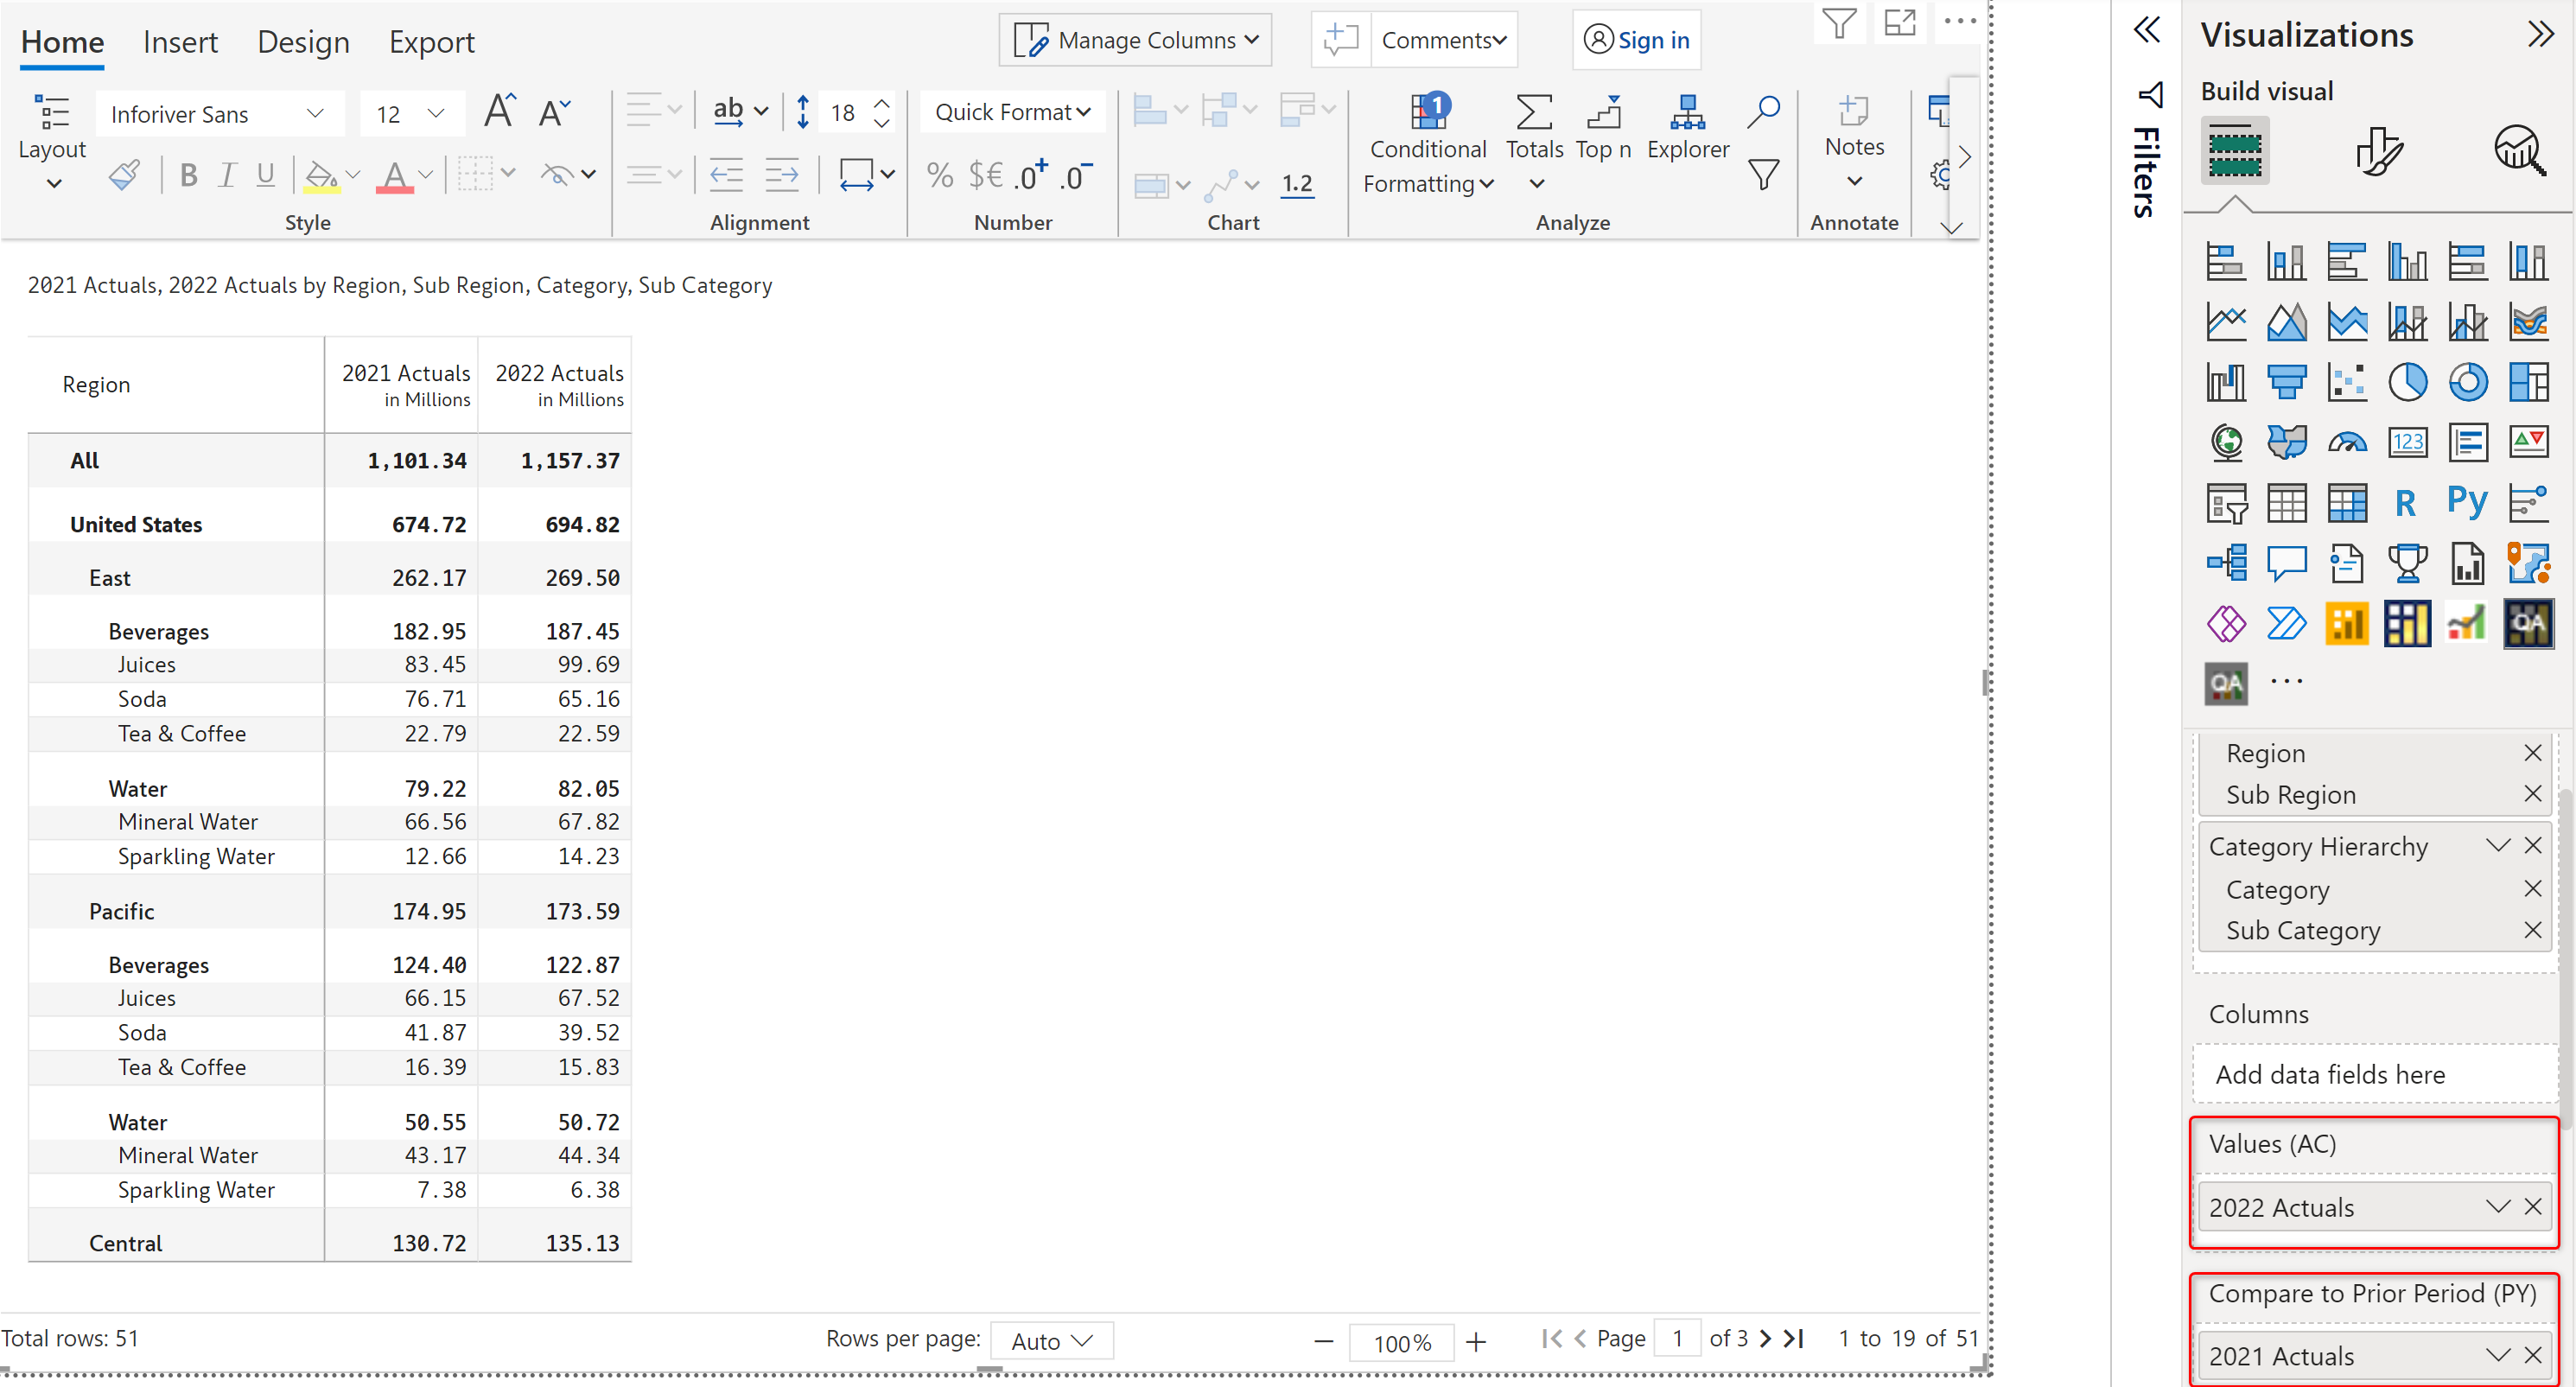 Home Insert Design Export Manage Columns Comments Sign in
Layout Inforiver Sans 12 A A ab 18 Quick Format 1 Conditional Formatting Totals Top n Explorer Notes
B I U A % $€ .0+ .0- 1.2
Style Alignment Number Chart Analyze Annotate
2021 Actuals, 2022 Actuals by Region, Sub Region, Category, Sub Category
Region 2021 Actuals in Millions 2022 Actuals in Millions
All 1,101.34 1,157.37
United States 674.72 694.82
East 262.17 269.50
Beverages 182.95 187.45
Juices 83.45 99.69
Soda 76.71 65.16
Tea & Coffee 22.79 22.59
Water 79.22 82.05
Mineral Water 66.56 67.82
Sparkling Water 12.66 14.23
Pacific 174.95 173.59
Beverages 124.40 122.87
Juices 66.15 67.52
Soda 41.87 39.52
Tea & Coffee 16.39 15.83
Water 50.55 50.72
Mineral Water 43.17 44.34
Sparkling Water 7.38 6.38
Central 130.72 135.13
Total rows: 51 Rows per page: Auto 100% Page 1 of 3 1 to 19 of 51
Filters
Visualizations
Build visual
123
R Py
QA
QA ...
Region
Sub Region
Category Hierarchy
Category
Sub Category
Columns
Add data fields here
Values (AC)
2022 Actuals
Compare to Prior Period (PY)
2021 Actuals